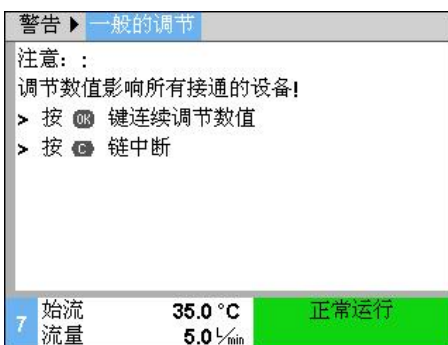 警告 ▶ 一般的调节
注意: :
调节数值影响所有接通的设备!
> 按 OK 键连续调节数值
> 按 C 链中断
7 始流 35.0 °C 正常运行
流量 5.0 L/min